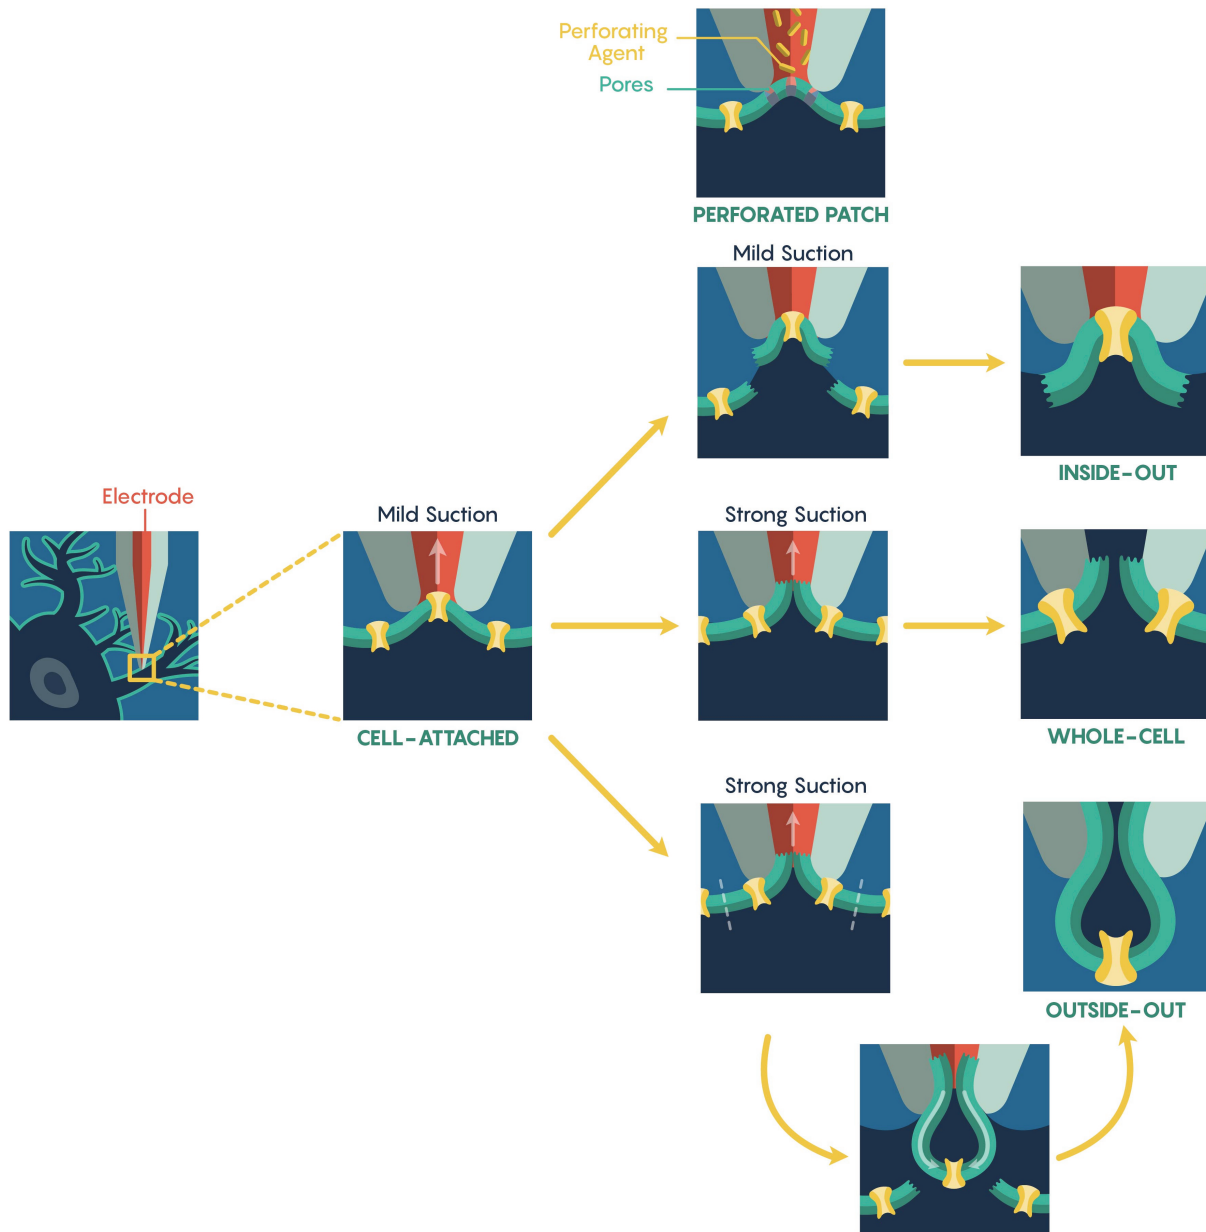 Perforating
Agent
Pores
PERFORATED PATCH
Mild Suction
INSIDE-OUT
Electrode
Mild Suction
CELL-ATTACHED
Strong Suction
WHOLE-CELL
Strong Suction
OUTSIDE-OUT